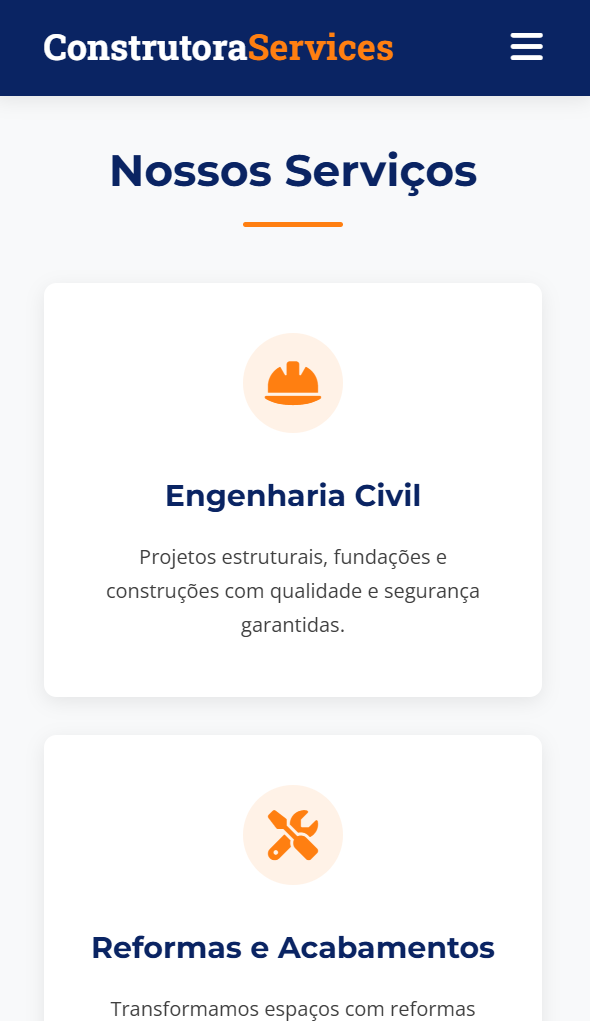 ConstrutoraServices
Nossos Serviços
Engenharia Civil
Projetos estruturais, fundações e
construções com qualidade e segurança
garantidas.
Reformas e Acabamentos
Transformamos espaços com reformas